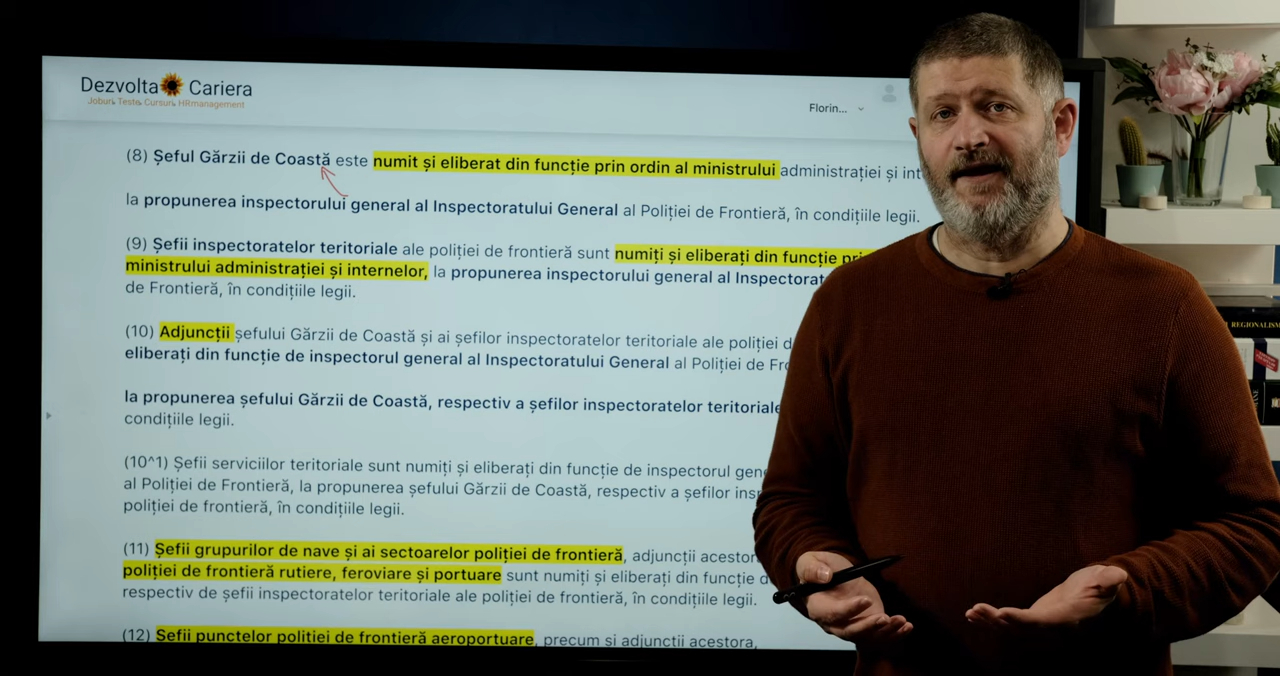 Dezvolta Cariera
Joburi, Teste, Cursuri, HRmanagement
Florin...
(8) Șeful Gărzii de Coastă este numit și eliberat din funcție prin ordin al ministrului administrației și int
la propunerea inspectorului general al Inspectoratului General al Poliției de Frontieră, în condițiile legii.
(9) Șefii inspectoratelor teritoriale ale poliției de frontieră sunt numiți și eliberați din funcție pri
ministrului administrației și internelor, la propunerea inspectorului general al Inspectorat
de Frontieră, în condițiile legii.
(10) Adjuncții șefului Gărzii de Coastă și ai șefilor inspectoratelor teritoriale ale poliției d
eliberați din funcție de inspectorul general al Inspectoratului General al Poliției de Fro
la propunerea șefului Gărzii de Coastă, respectiv a șefilor inspectoratelor teritoriale
condițiile legii.
(10^1) Șefii serviciilor teritoriale sunt numiți și eliberați din funcție de inspectorul gene
al Poliției de Frontieră, la propunerea șefului Gărzii de Coastă, respectiv a șefilor insp
poliției de frontieră, în condițiile legii.
(11) Șefii grupurilor de nave și ai sectoarelor poliției de frontieră, adjuncții acestor
poliției de frontieră rutiere, feroviare și portuare sunt numiți și eliberați din funcție d
respectiv de șefii inspectoratelor teritoriale ale poliției de frontieră, în condițiile legii.
(12) Șefii punctelor poliției de frontieră aeroportuare, precum și adjuncții acestora,
REGIONALISM